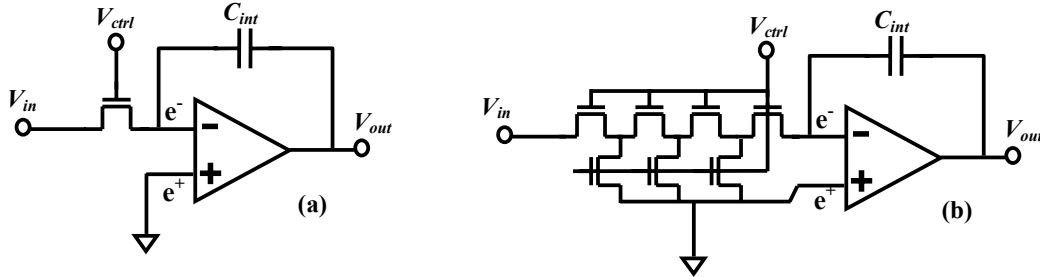 V_ctrl
C_int
V_in
e^-
V_out
e^+
(a)
V_ctrl
C_int
V_in
e^-
V_out
e^+
(b)